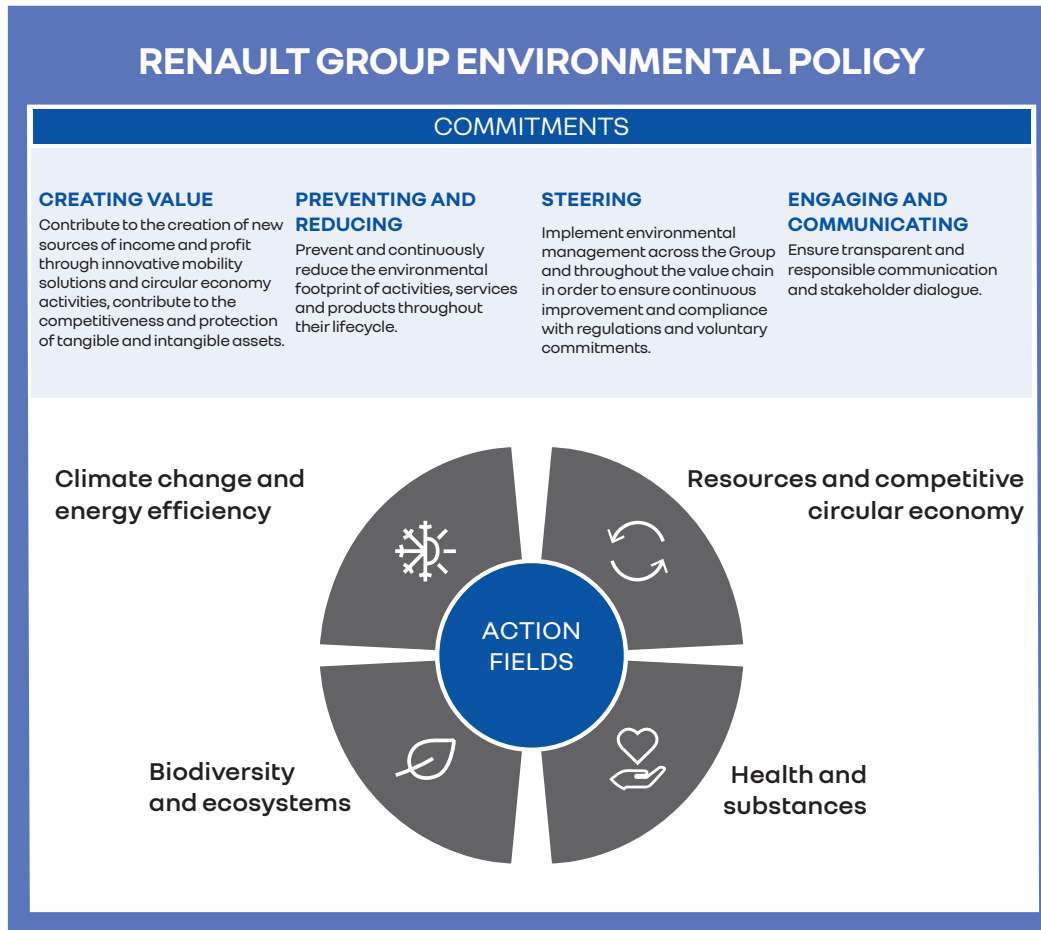 RENAULT GROUP ENVIRONMENTAL POLICY
COMMITMENTS
CREATING VALUE
Contribute to the creation of new
sources of income and profit
through innovative mobility
solutions and circular economy
activities, contribute to the
competitiveness and protection
of tangible and intangible assets.
PREVENTING AND
REDUCING
Prevent and continuously
reduce the environmental
footprint of activities, services
and products throughout
their lifecycle.
STEERING
Implement environmental
management across the Group
and throughout the value chain
in order to ensure continuous
improvement and compliance
with regulations and voluntary
commitments.
ENGAGING AND
COMMUNICATING
Ensure transparent and
responsible communication
and stakeholder dialogue.
Climate change and
energy efficiency
Resources and competitive
circular economy
ACTION
FIELDS
Biodiversity
and ecosystems
Health and
substances